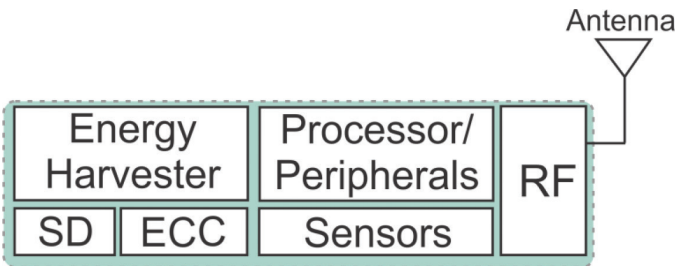 Antenna
Energy
Harvester
Processor/
Peripherals
RF
SD
ECC
Sensors